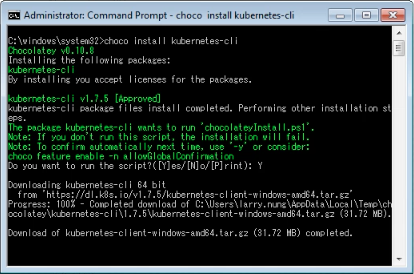 Administrator: Command Prompt - choco install kubernetes-cli
C:\windows\system32>choco install kubernetes-cli
Chocolatey v0.10.8
Installing the following packages:
kubernetes-cli
By installing you accept licenses for the packages.
kubernetes-cli v1.7.5 [Approved]
kubernetes-cli package files install completed. Performing other installation st
eps.
The package kubernetes-cli wants to run 'chocolateyInstall.ps1'.
Note: If you don't run this script, the installation will fail.
Note: To confirm automatically next time, use '-y' or consider:
choco feature enable -n allowGlobalConfirmation
Do you want to run the script?([Y]es/[N]o/[P]rint): Y
Downloading kubernetes-cli 64 bit
from 'https://dl.k8s.io/v1.7.5/kubernetes-client-windows-amd64.tar.gz'
Progress: 100% - Completed download of C:\Users\larry.nung\AppData\Local\Temp\ch
ocolatey\kubernetes-cli\1.7.5\kubernetes-client-windows-amd64.tar.gz (31.72 MB).
Download of kubernetes-client-windows-amd64.tar.gz (31.72 MB) completed.